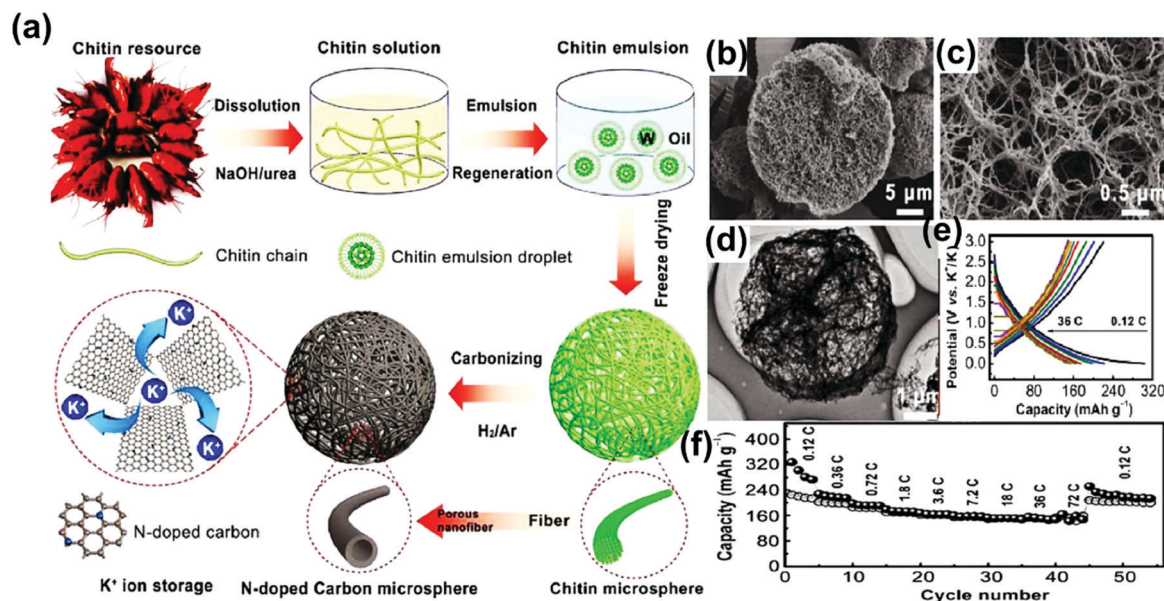 (a)
Chitin resource
Chitin solution
Chitin emulsion
Dissolution
NaOH/urea
Emulsion
Regeneration
W
Oil
Chitin chain
Chitin emulsion droplet
Freeze drying
K⁺
K⁺
K⁺
K⁺
Carbonizing
H₂/Ar
Porous
nanofiber
Fiber
N-doped carbon
K⁺ ion storage
N-doped Carbon microsphere
Chitin microsphere
(b)
5 µm
(c)
0.5 µm
(d)
1 µm
(e)
Potential (V vs. K⁺/K)
3.0
2.5
2.0
1.5
1.0
0.5
0.0
36 C
0.12 C
0 60 120 180 240 300
Capacity (mAh g⁻¹)
(f)
Capacity (mAh g⁻¹)
400
320
240
160
80
0
0.12 C
0.36 C
0.72 C
1.8 C
3.6 C
7.2 C
18 C
36 C
72 C
0.12 C
0 10 20 30 40 50
Cycle number